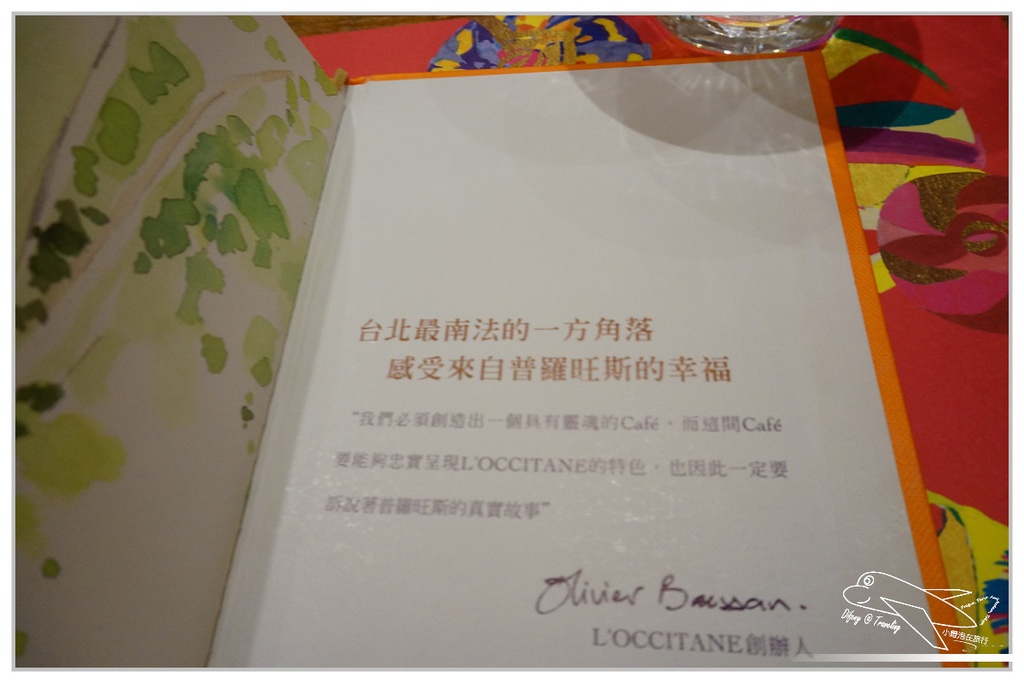 台北最南法的一方角落
感受來自普羅旺斯的幸福
“我們必須創造出一個具有靈魂的Café，而這間Café
要能夠忠實呈現L'OCCITANE的特色，也因此一定要
訴說著普羅旺斯的真實故事”
Olivier Baussan.
L'OCCITANE創辦人
Difeny @ Traveling
小燈泡在旅行